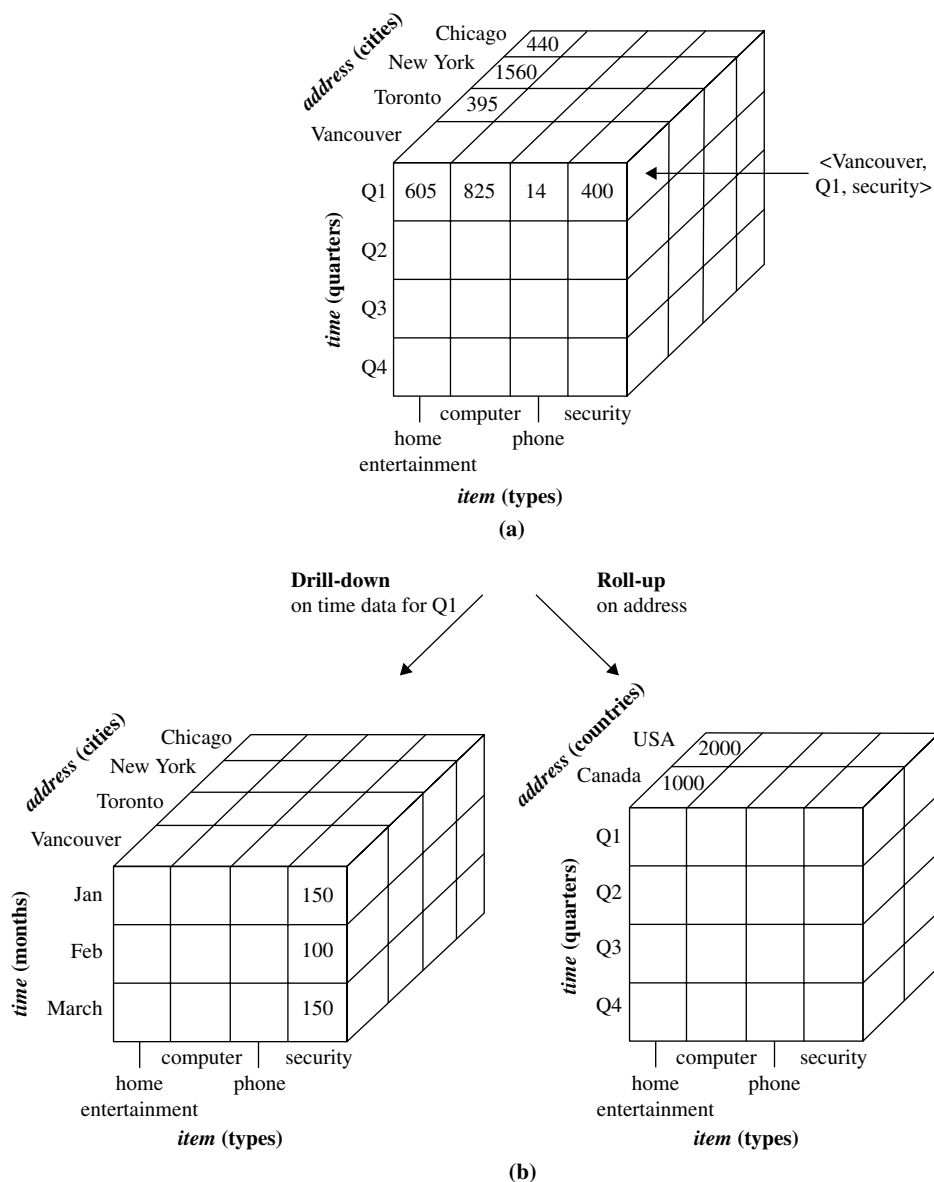 address (cities)
Chicago 440
New York 1560
Toronto 395
Vancouver
<Vancouver,
Q1, security>
time (quarters)
Q1 605 825 14 400
Q2
Q3
Q4
computer security
home phone
entertainment
item (types)
(a)
Drill-down
on time data for Q1
Roll-up
on address
address (cities)
Chicago
New York
Toronto
Vancouver
time (months)
Jan 150
Feb 100
March 150
computer security
home phone
entertainment
item (types)
address (countries)
USA 2000
Canada 1000
time (quarters)
Q1
Q2
Q3
Q4
computer security
home phone
entertainment
item (types)
(b)